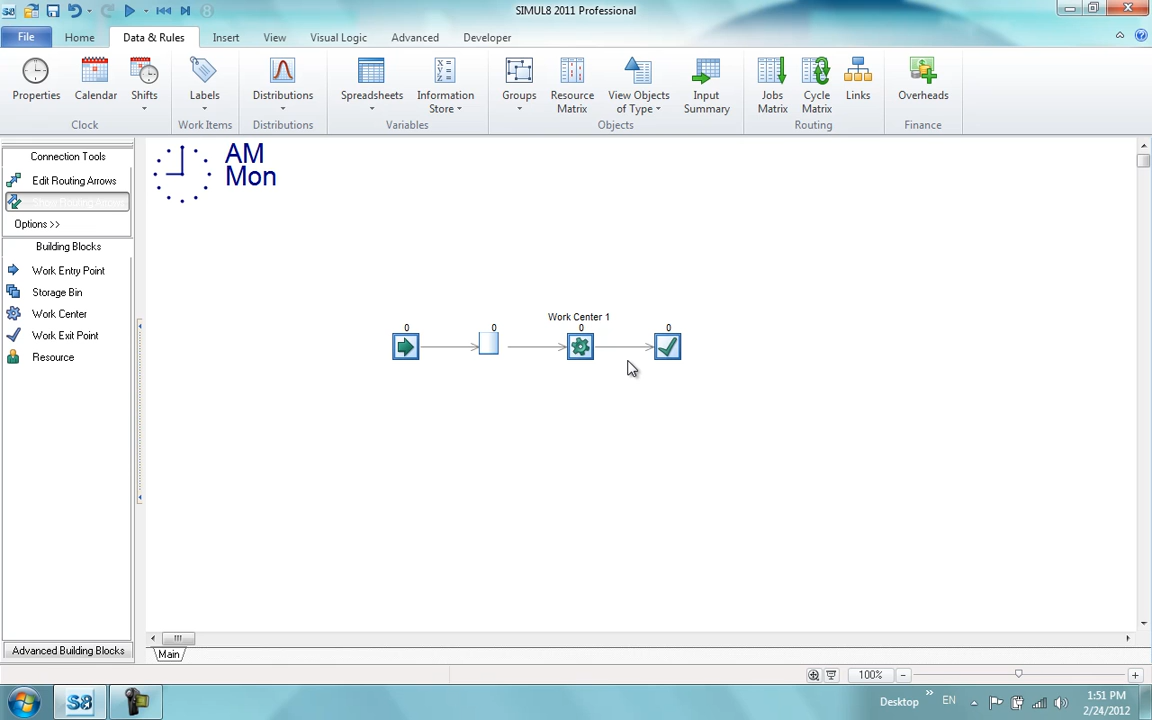 SIMUL8 2011 Professional
File Home Data & Rules Insert View Visual Logic Advanced Developer
Properties Calendar Shifts Labels Distributions Spreadsheets Information Store Groups Resource Matrix View Objects of Type Input Summary Jobs Matrix Cycle Matrix Links Overheads
Clock Work Items Distributions Variables Objects Routing Finance
Connection Tools
Edit Routing Arrows
Show Routing Arrows
Options >>
Building Blocks
Work Entry Point
Storage Bin
Work Center
Work Exit Point
Resource
Advanced Building Blocks
AM
Mon
Work Center 1
0 0 0 0
Main
100%
S8
Desktop
EN
1:51 PM
2/24/2012